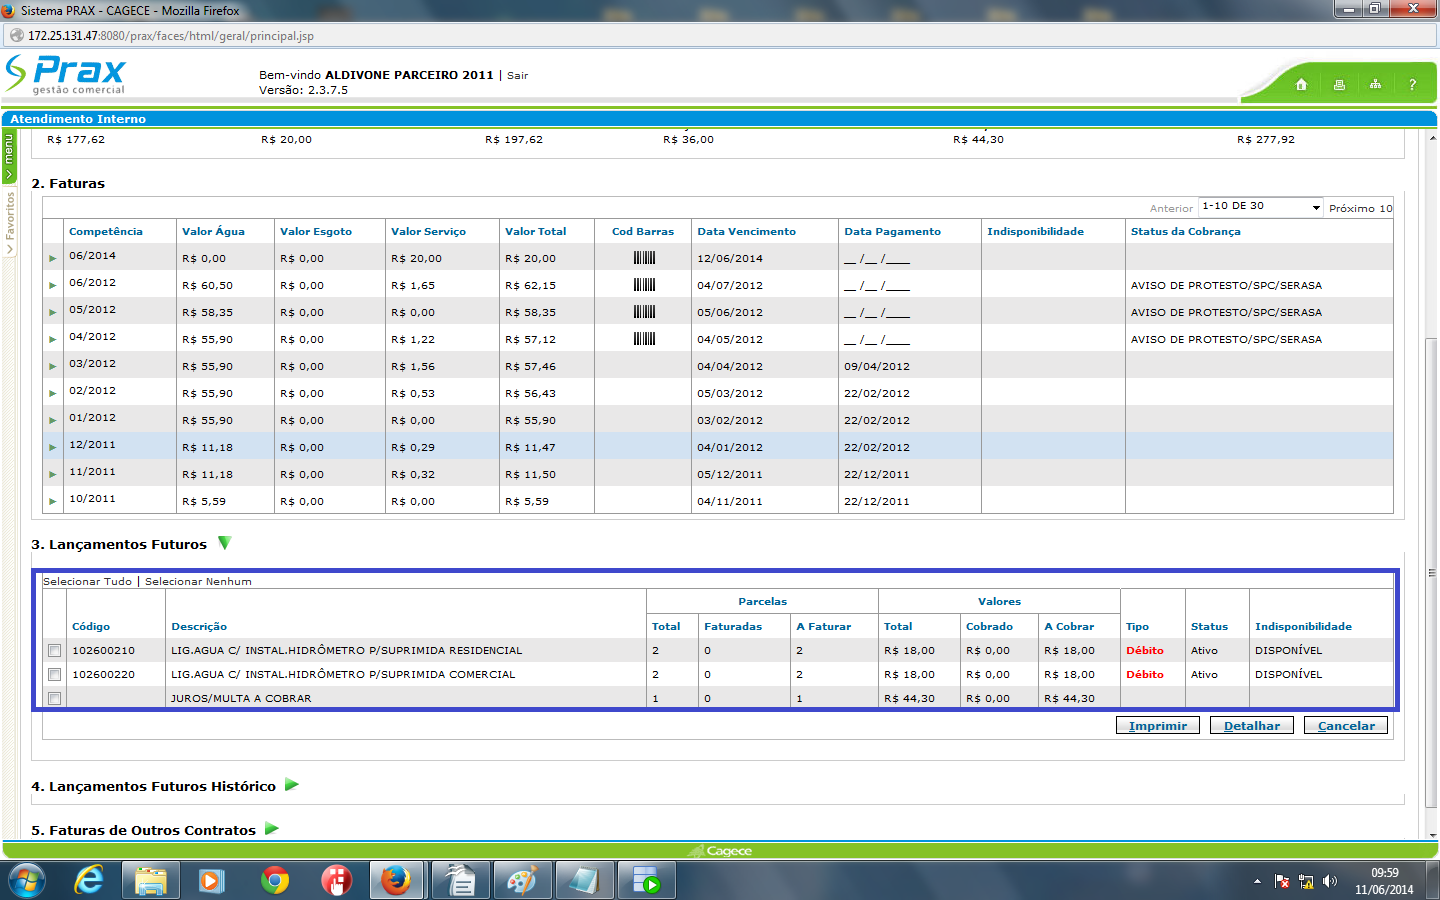 Sistema PRAX - CAGECE - Mozilla Firefox
172.25.131.47:8080/prax/faces/html/geral/principal.jsp
Prax
gestão comercial
Bem-vindo ALDIVONE PARCEIRO 2011 | Sair
Versão: 2.3.7.5
?
Atendimento Interno
menu
Favoritos
R$ 177,62 R$ 20,00 R$ 197,62 R$ 36,00 R$ 44,30 R$ 277,92
2. Faturas
Anterior 1-10 DE 30 Próximo 10
Competência Valor Água Valor Esgoto Valor Serviço Valor Total Cod Barras Data Vencimento Data Pagamento Indisponibilidade Status da Cobrança
06/2014 R$ 0,00 R$ 0,00 R$ 20,00 R$ 20,00 12/06/2014 __ /__ /____
06/2012 R$ 60,50 R$ 0,00 R$ 1,65 R$ 62,15 04/07/2012 __ /__ /____ AVISO DE PROTESTO/SPC/SERASA
05/2012 R$ 58,35 R$ 0,00 R$ 0,00 R$ 58,35 05/06/2012 __ /__ /____ AVISO DE PROTESTO/SPC/SERASA
04/2012 R$ 55,90 R$ 0,00 R$ 1,22 R$ 57,12 04/05/2012 __ /__ /____ AVISO DE PROTESTO/SPC/SERASA
03/2012 R$ 55,90 R$ 0,00 R$ 1,56 R$ 57,46 04/04/2012 09/04/2012
02/2012 R$ 55,90 R$ 0,00 R$ 0,53 R$ 56,43 05/03/2012 22/02/2012
01/2012 R$ 55,90 R$ 0,00 R$ 0,00 R$ 55,90 03/02/2012 22/02/2012
12/2011 R$ 11,18 R$ 0,00 R$ 0,29 R$ 11,47 04/01/2012 22/02/2012
11/2011 R$ 11,18 R$ 0,00 R$ 0,32 R$ 11,50 05/12/2011 22/12/2011
10/2011 R$ 5,59 R$ 0,00 R$ 0,00 R$ 5,59 04/11/2011 22/12/2011
3. Lançamentos Futuros
Selecionar Tudo | Selecionar Nenhum
Parcelas Valores
Código Descrição Total Faturadas A Faturar Total Cobrado A Cobrar Tipo Status Indisponibilidade
102600210 LIG.AGUA C/ INSTAL.HIDRÔMETRO P/SUPRIMIDA RESIDENCIAL 2 0 2 R$ 18,00 R$ 0,00 R$ 18,00 Débito Ativo DISPONÍVEL
102600220 LIG.AGUA C/ INSTAL.HIDRÔMETRO P/SUPRIMIDA COMERCIAL 2 0 2 R$ 18,00 R$ 0,00 R$ 18,00 Débito Ativo DISPONÍVEL
JUROS/MULTA A COBRAR 1 0 1 R$ 44,30 R$ 0,00 R$ 44,30
Imprimir Detalhar Cancelar
4. Lançamentos Futuros Histórico
5. Faturas de Outros Contratos
Cagece
09:59
11/06/2014